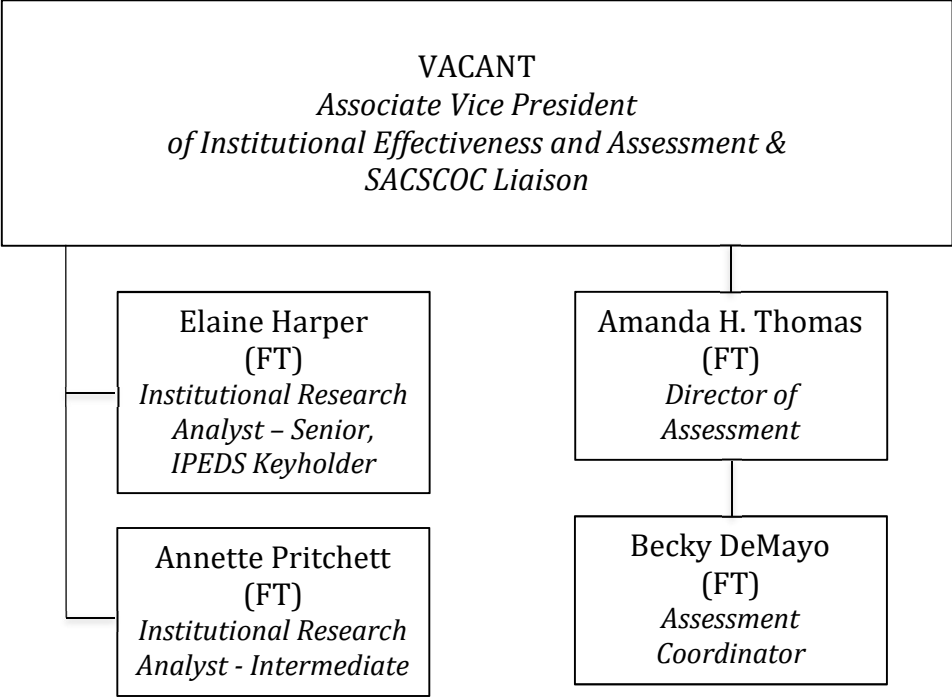 VACANT
Associate Vice President
of Institutional Effectiveness and Assessment &
SACSCOC Liaison
Elaine Harper
(FT)
Institutional Research
Analyst – Senior,
IPEDS Keyholder
Annette Pritchett
(FT)
Institutional Research
Analyst - Intermediate
Amanda H. Thomas
(FT)
Director of
Assessment
Becky DeMayo
(FT)
Assessment
Coordinator